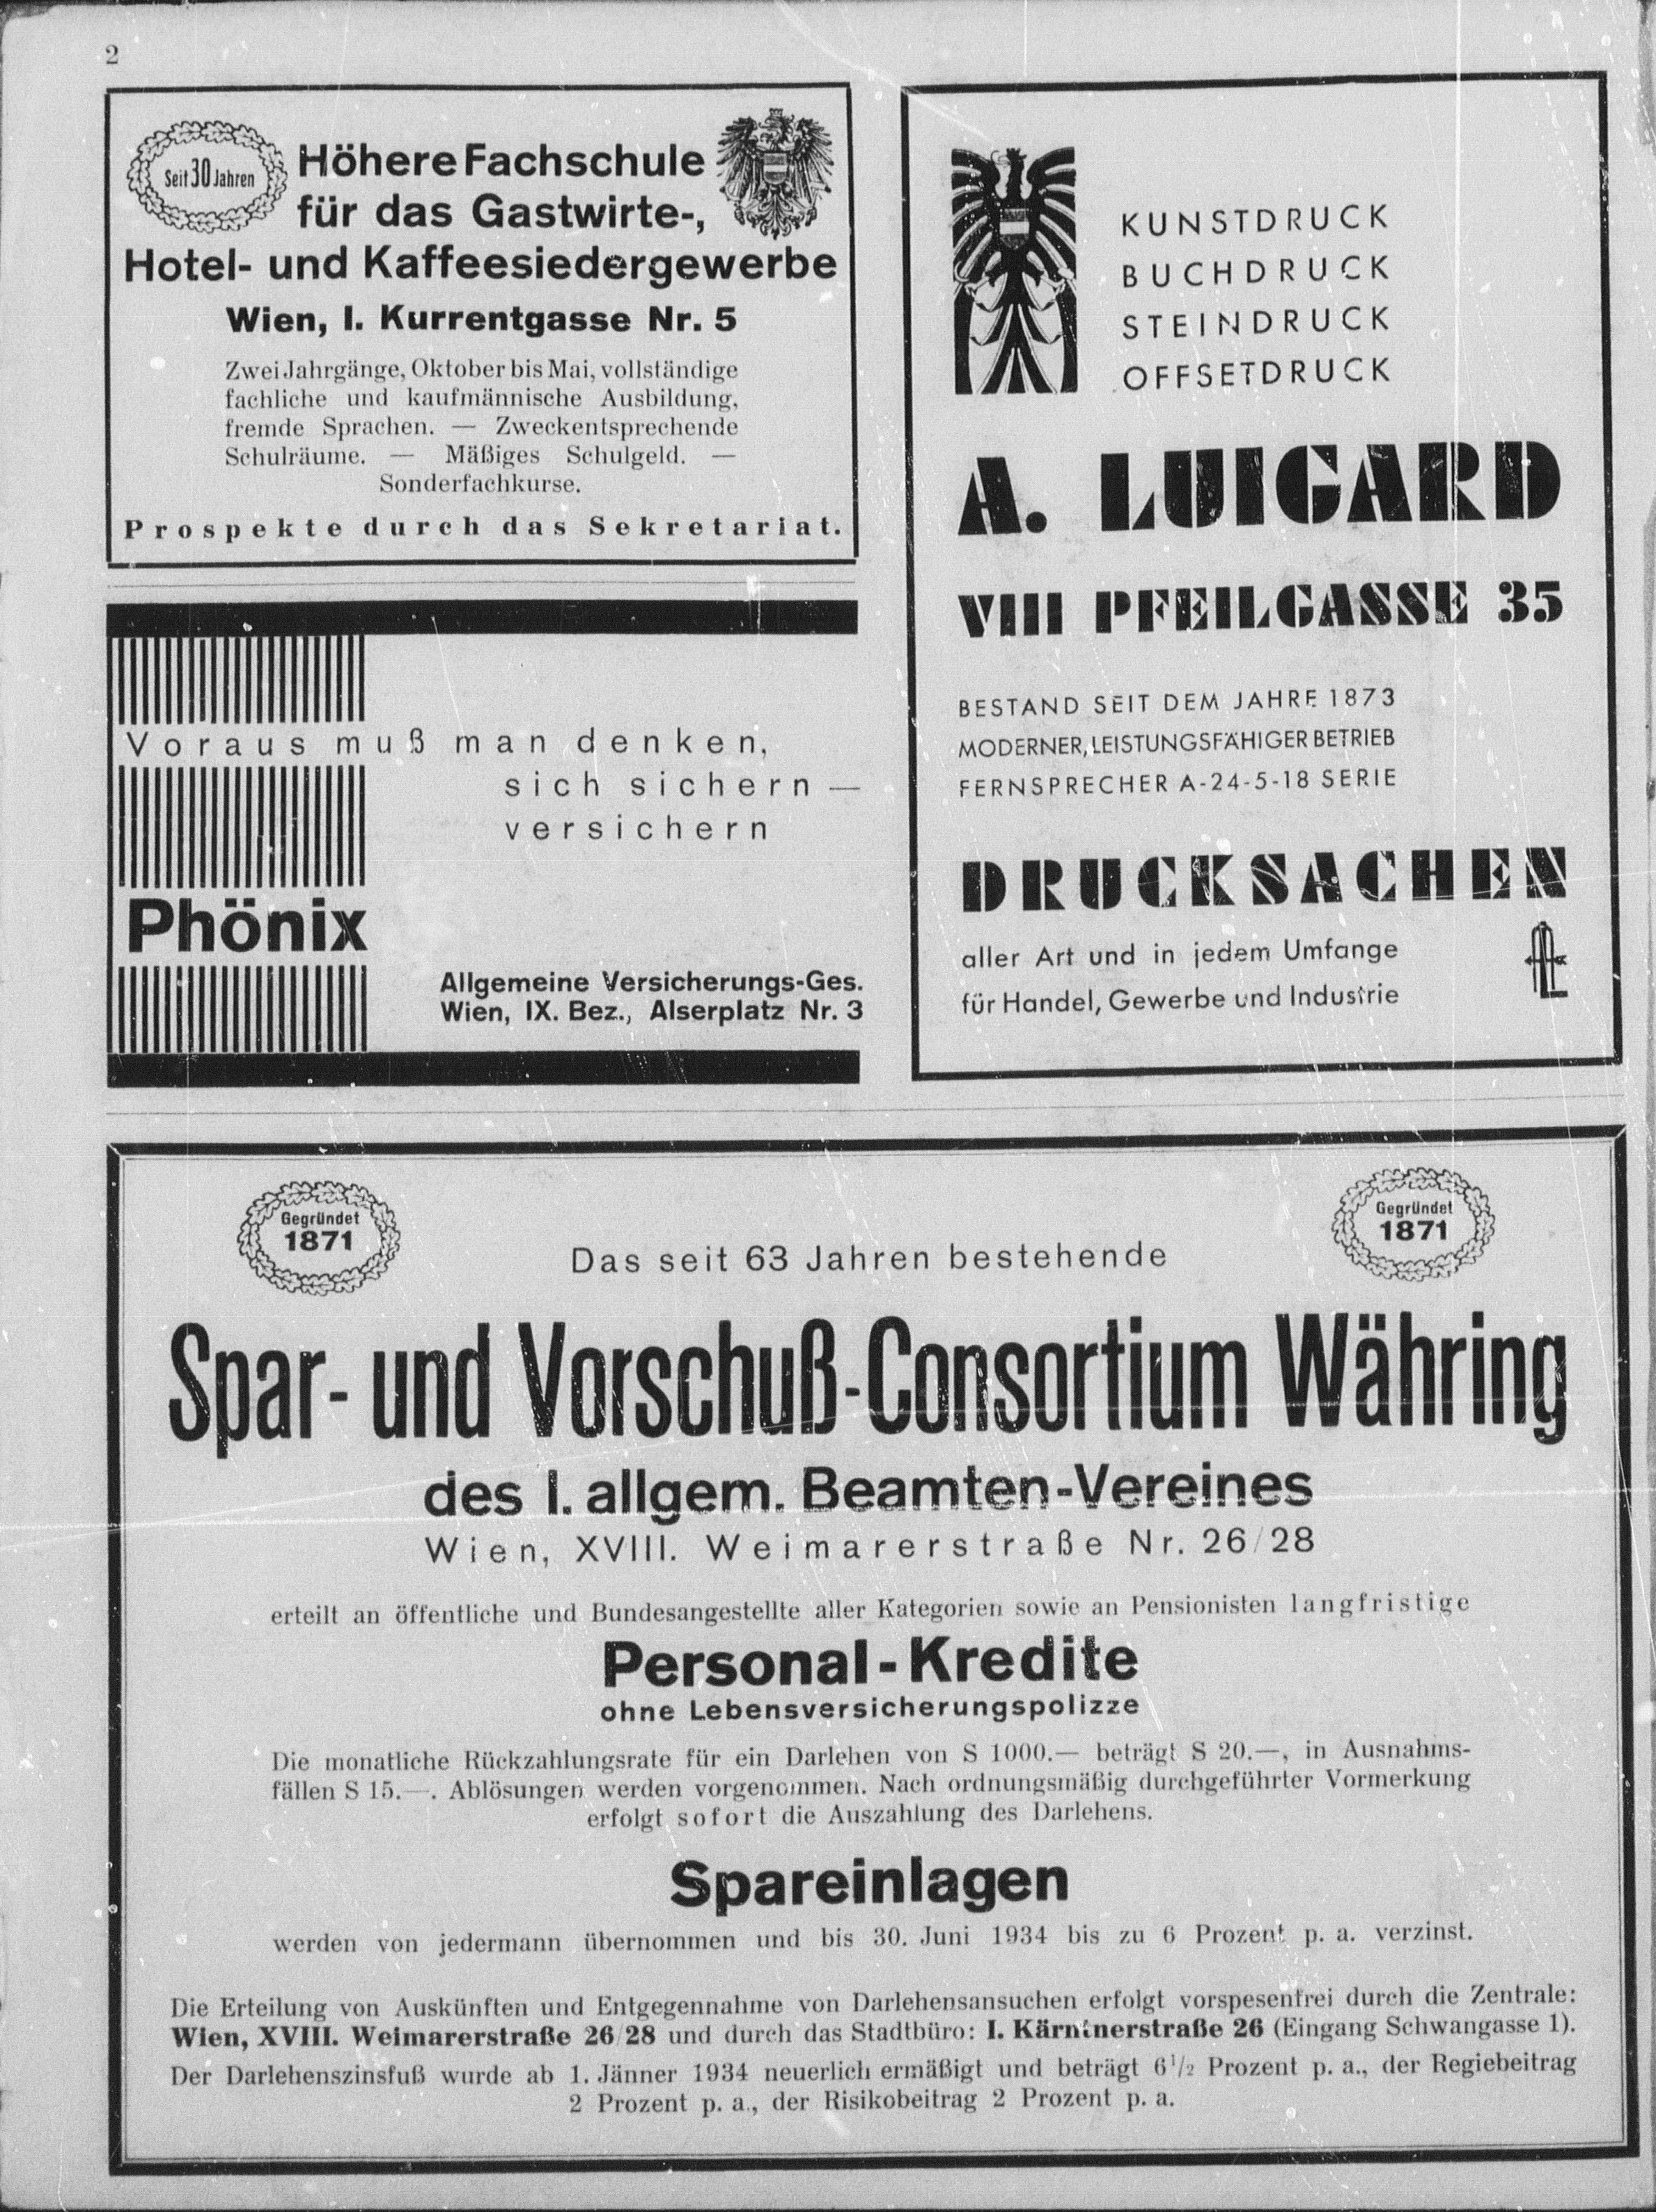 2
Seit 30 Jahren
Höhere Fachschule
für das Gastwirte-,
Hotel- und Kaffeesiedergewerbe
Wien, I. Kurrentgasse Nr. 5
Zwei Jahrgänge, Oktober bis Mai, vollständige
fachliche und kaufmännische Ausbildung,
fremde Sprachen. — Zweckentsprechende
Schulräume. — Mäßiges Schulgeld. —
Sonderfachkurse.
Prospekte durch das Sekretariat.
Voraus muß man denken,
sich sichern —
versichern
Phönix
Allgemeine Versicherungs-Ges.
Wien, IX. Bez., Alserplatz Nr. 3
KUNSTDRUCK
BUCHDRUCK
STEINDRUCK
OFFSETDRUCK
A. LUIGARD
VIII PFEILGASSE 35
BESTAND SEIT DEM JAHRE 1873
MODERNER, LEISTUNGSFÄHIGER BETRIEB
FERNSPRECHER A-24-5-18 SERIE
DRUCKSACHEN
aller Art und in jedem Umfange
für Handel, Gewerbe und Industrie
AL
Gegründet
1871
Gegründet
1871
Das seit 63 Jahren bestehende
Spar- und Vorschuß-Consortium Währing
des I. allgem. Beamten-Vereines
Wien, XVIII. Weimarerstraße Nr. 26/28
erteilt an öffentliche und Bundesangestellte aller Kategorien sowie an Pensionisten langfristige
Personal-Kredite
ohne Lebensversicherungspolizze
Die monatliche Rückzahlungsrate für ein Darlehen von S 1000.— beträgt S 20.—, in Ausnahms-
fällen S 15.—. Ablösungen werden vorgenommen. Nach ordnungsmäßig durchgeführter Vormerkung
erfolgt sofort die Auszahlung des Darlehens.
Spareinlagen
werden von jedermann übernommen und bis 30. Juni 1934 bis zu 6 Prozent p. a. verzinst.
Die Erteilung von Auskünften und Entgegennahme von Darlehensansuchen erfolgt vorspesenfrei durch die Zentrale:
Wien, XVIII. Weimarerstraße 26/28 und durch das Stadtbüro: I. Kärntnerstraße 26 (Eingang Schwangasse 1).
Der Darlehenszinsfuß wurde ab 1. Jänner 1934 neuerlich ermäßigt und beträgt 6 1/2 Prozent p. a., der Regiebeitrag
2 Prozent p. a., der Risikobeitrag 2 Prozent p. a.